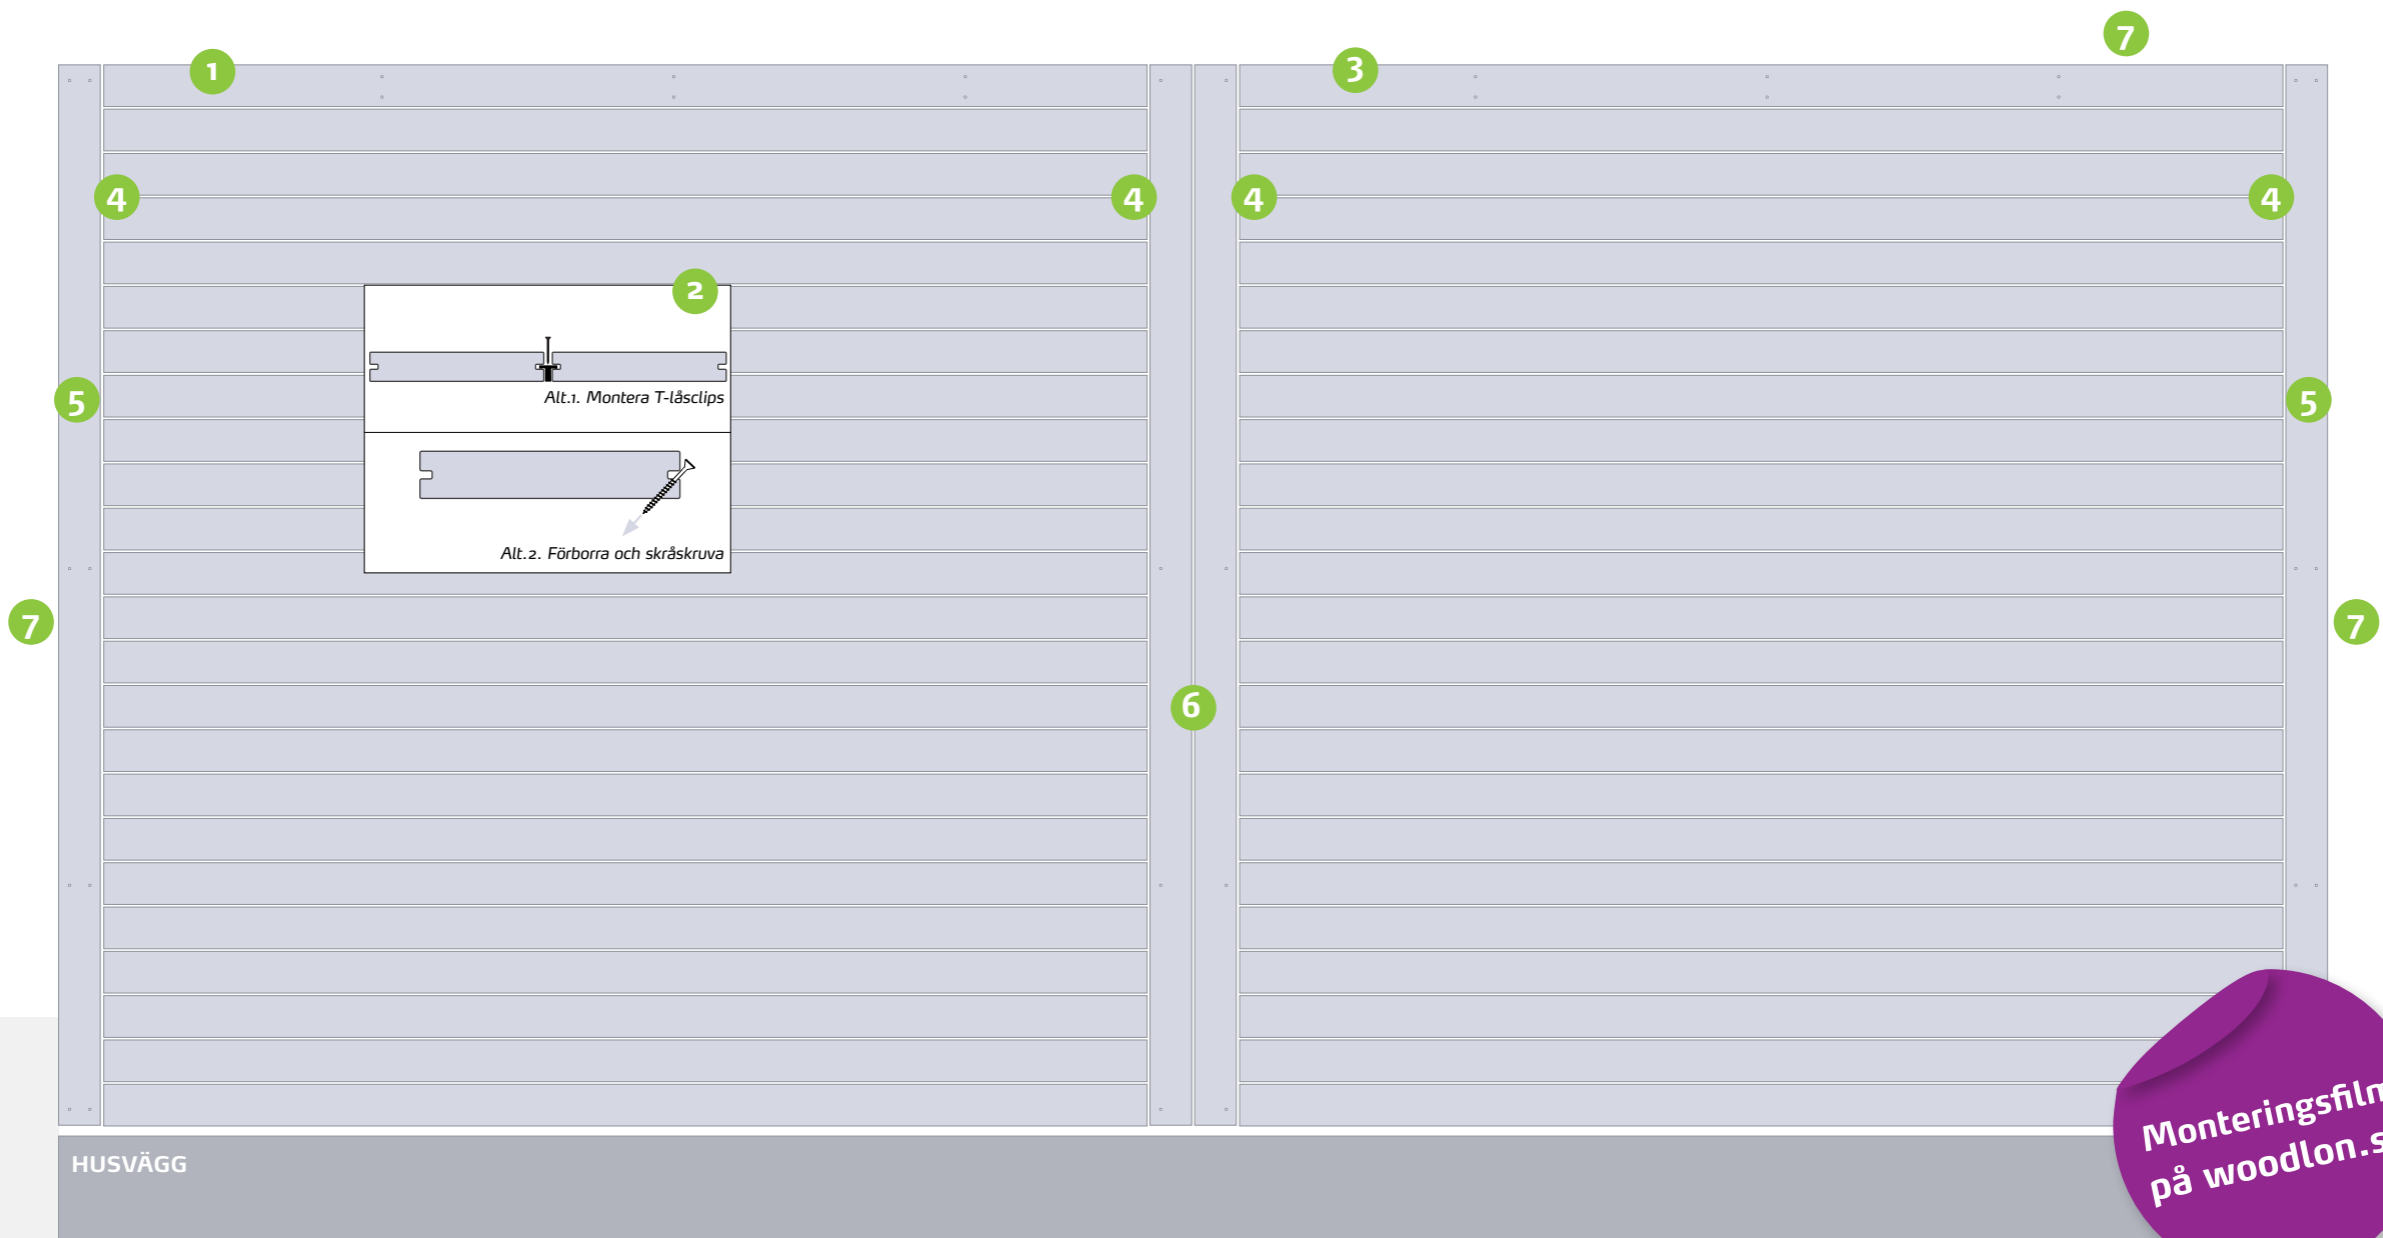 7
1
3
4
4
4
4
2
Alt.1. Montera T-låsclips
5
5
Alt.2. Förborra och skråskruva
7
7
6
Monteringsfilm
på woodlon.s
HUSVÄGG